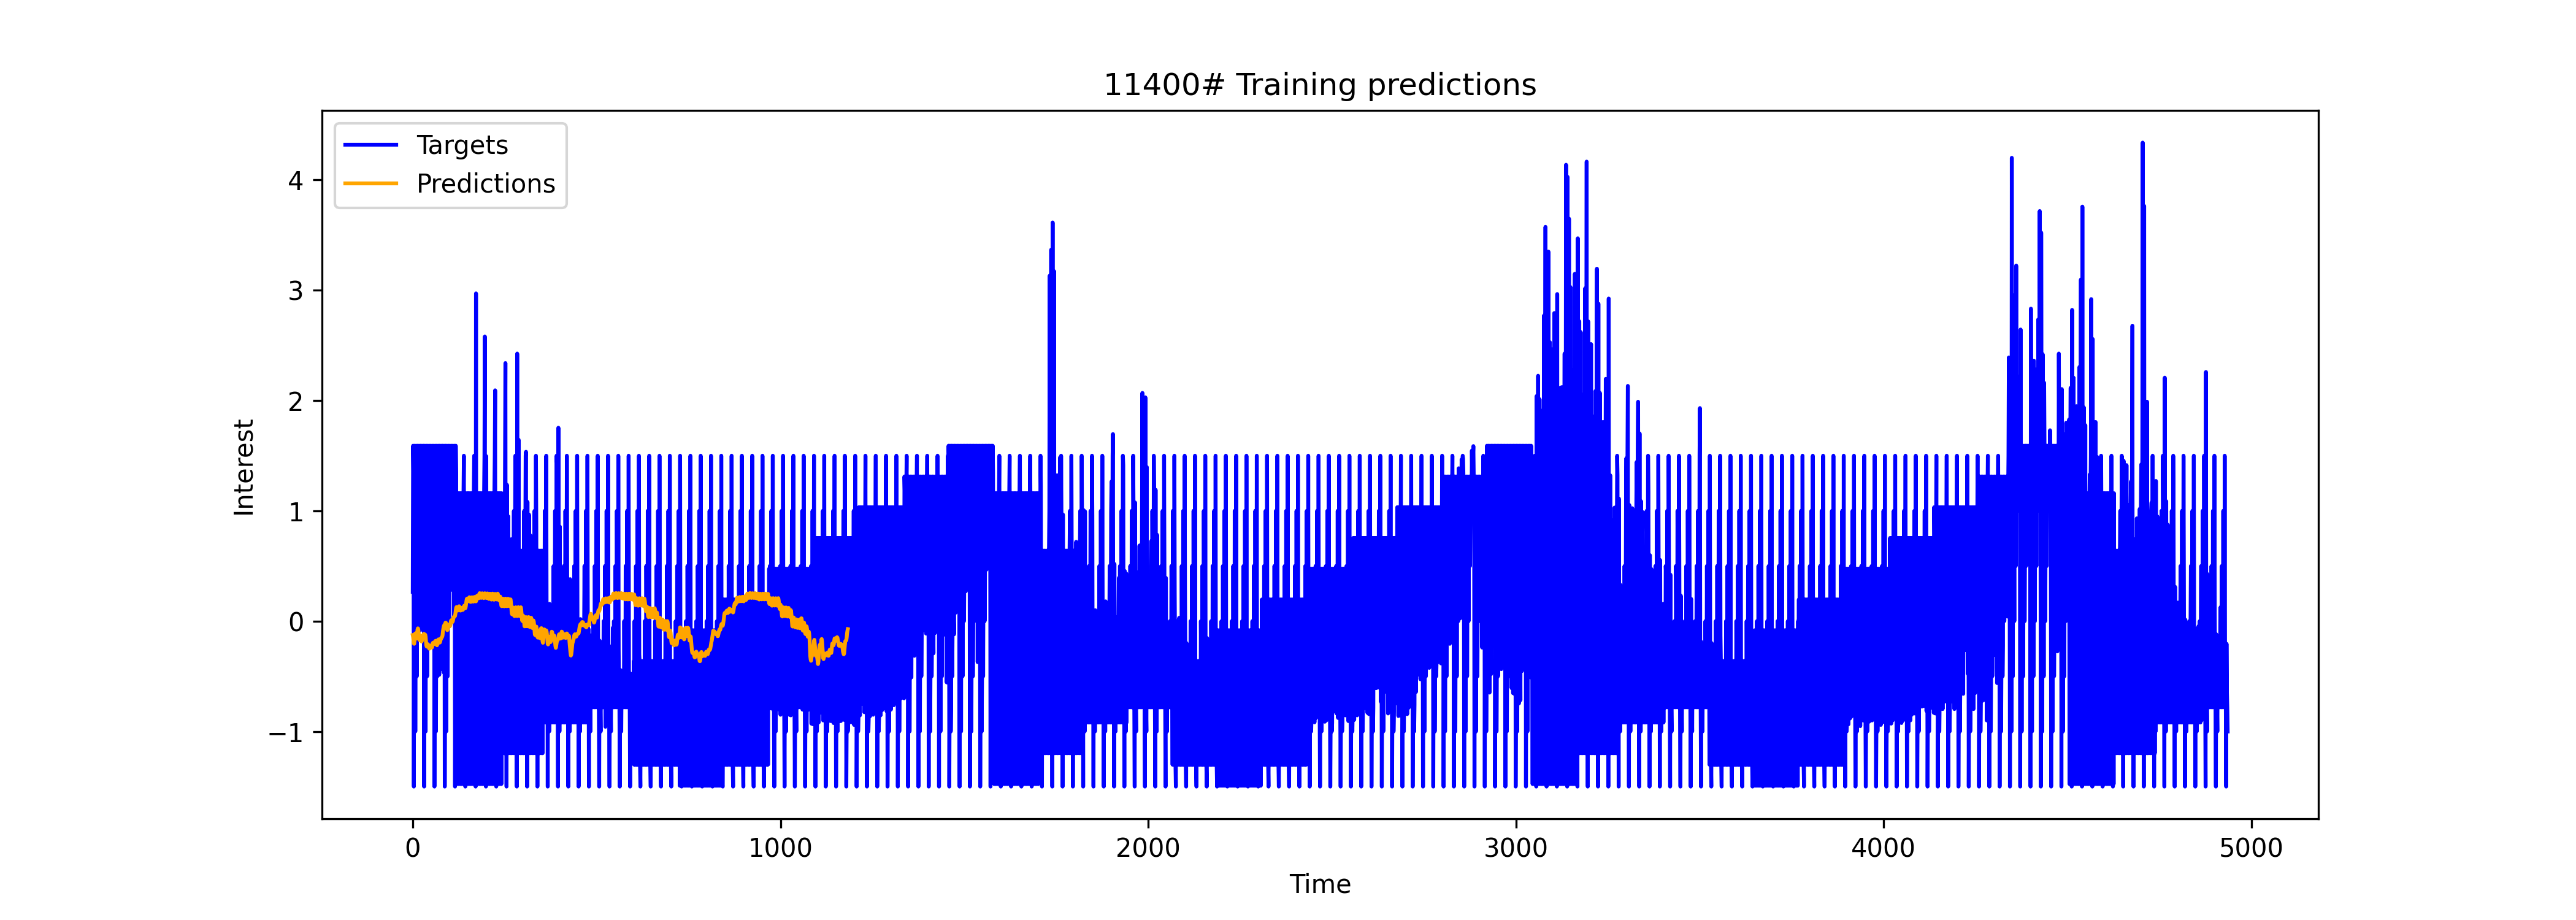 11400# Training predictions
Targets
Predictions
4
3
2
1
0
−1
Interest
0 1000 2000 3000 4000 5000
Time